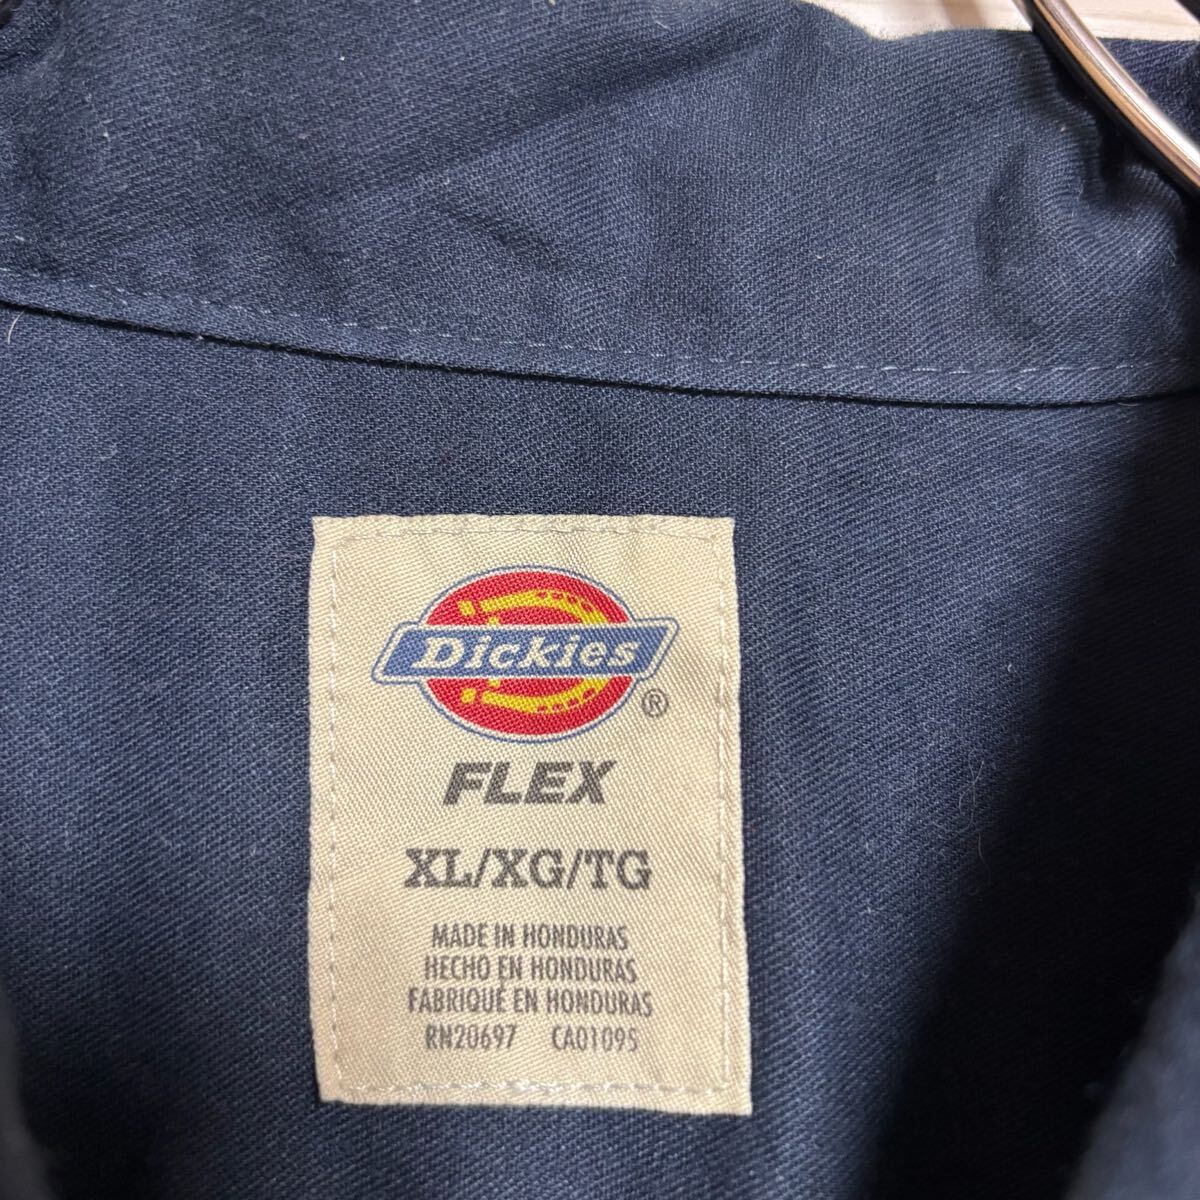 Dickies
®
FLEX
XL/XG/TG
MADE IN HONDURAS
HECHO EN HONDURAS
FABRIQUÉ EN HONDURAS
RN20697 CA01095